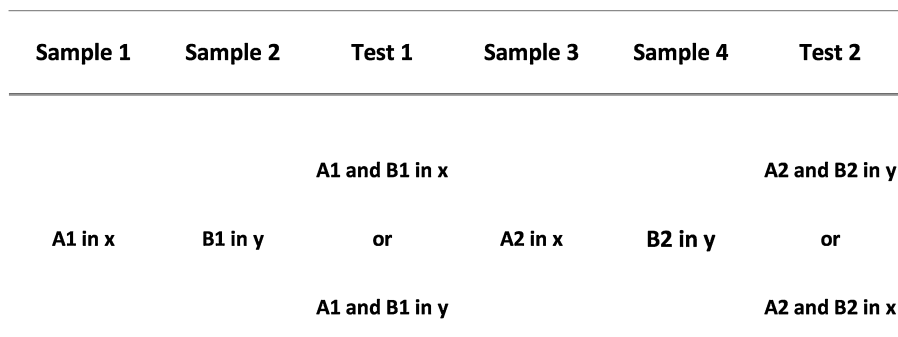 Sample 1 Sample 2 Test 1 Sample 3 Sample 4 Test 2
A1 and B1 in x A2 and B2 in y
A1 in x B1 in y or A2 in x B2 in y or
A1 and B1 in y A2 and B2 in x